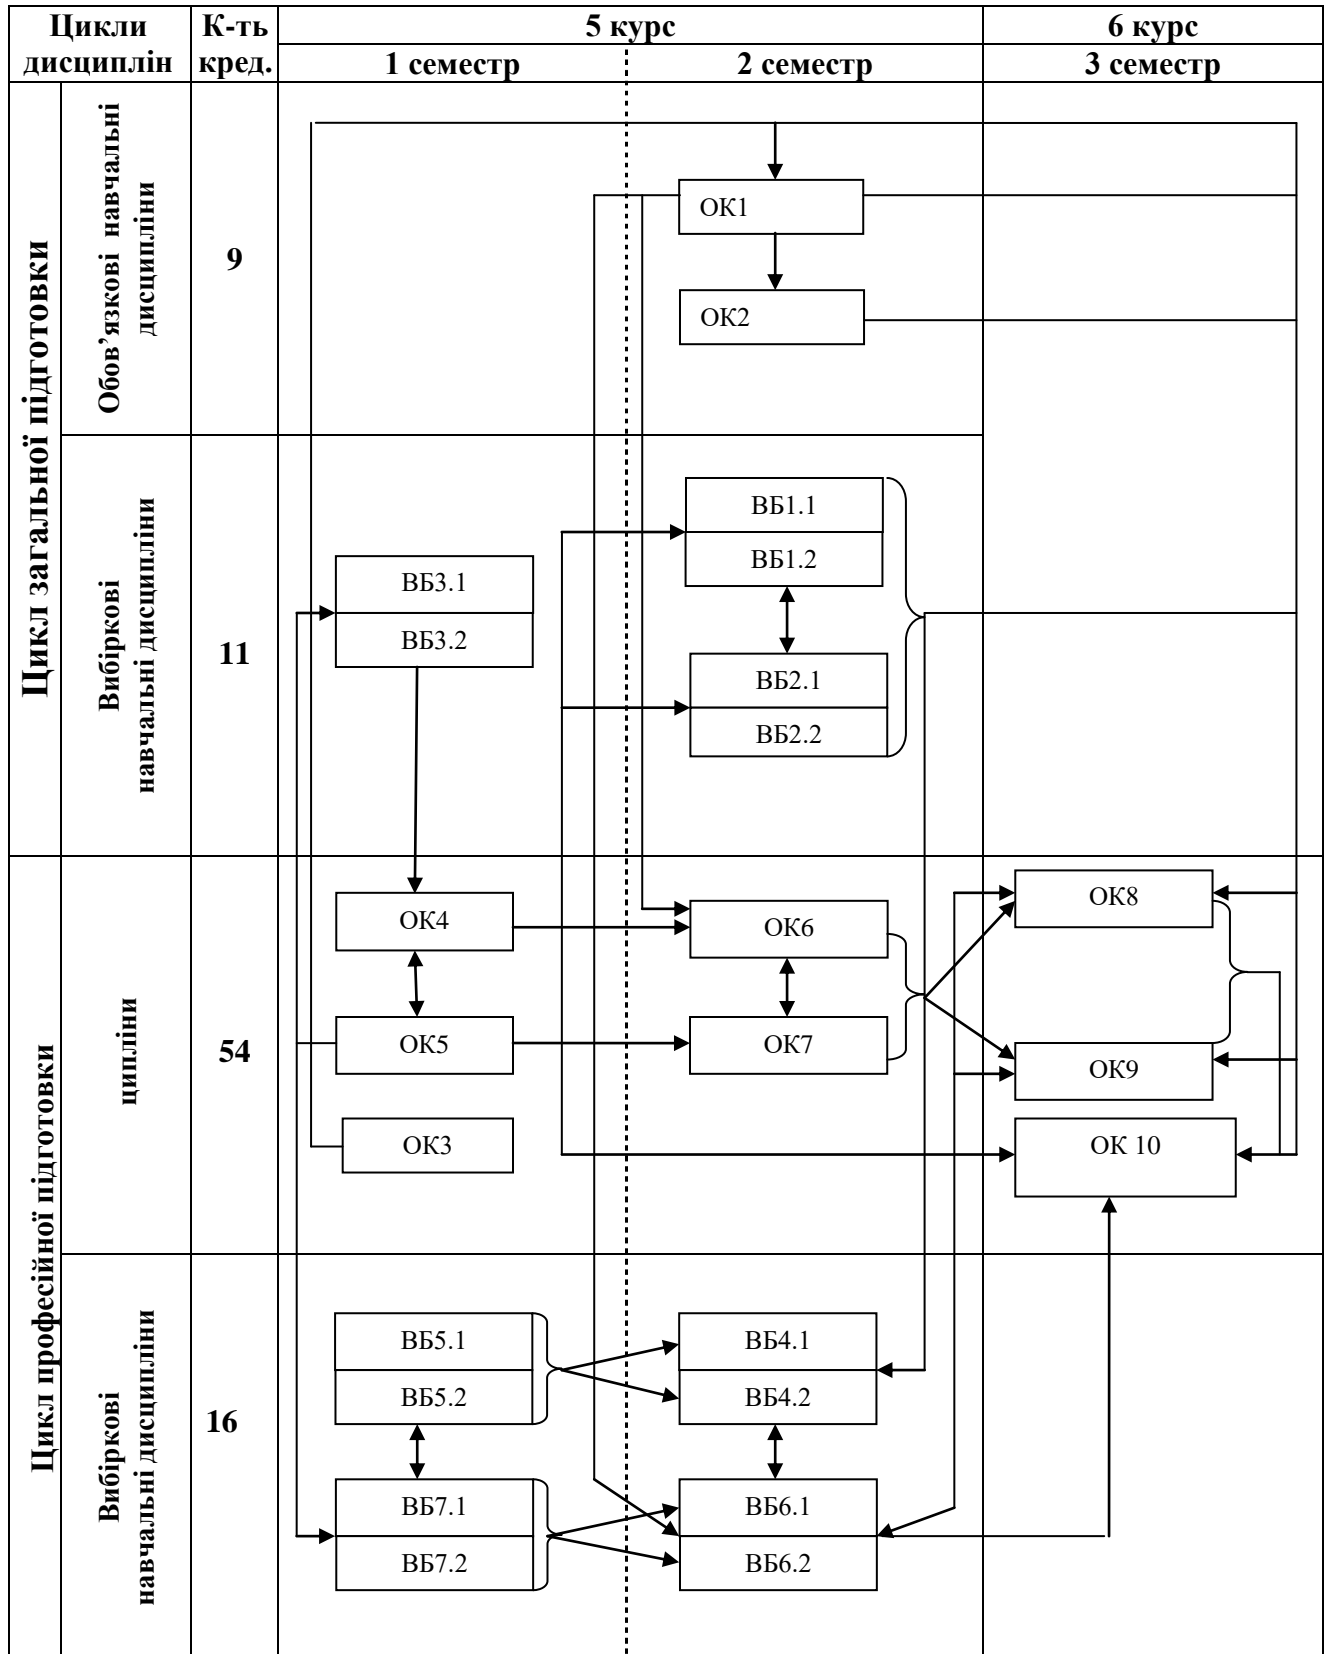 Цикли
дисциплін
К-ть
кред.
5 курс
6 курс
1 семестр
2 семестр
3 семестр
Цикл загальної підготовки
Обов’язкові навчальні
дисципліни
9
ОК1
ОК2
Вибіркові
навчальні дисципліни
11
ВБ3.1
ВБ3.2
ВБ1.1
ВБ1.2
ВБ2.1
ВБ2.2
Цикл професійної підготовки
ципліни
54
ОК4
ОК5
ОК3
ОК6
ОК7
ОК8
ОК9
ОК 10
Вибіркові
навчальні дисципліни
16
ВБ5.1
ВБ5.2
ВБ7.1
ВБ7.2
ВБ4.1
ВБ4.2
ВБ6.1
ВБ6.2